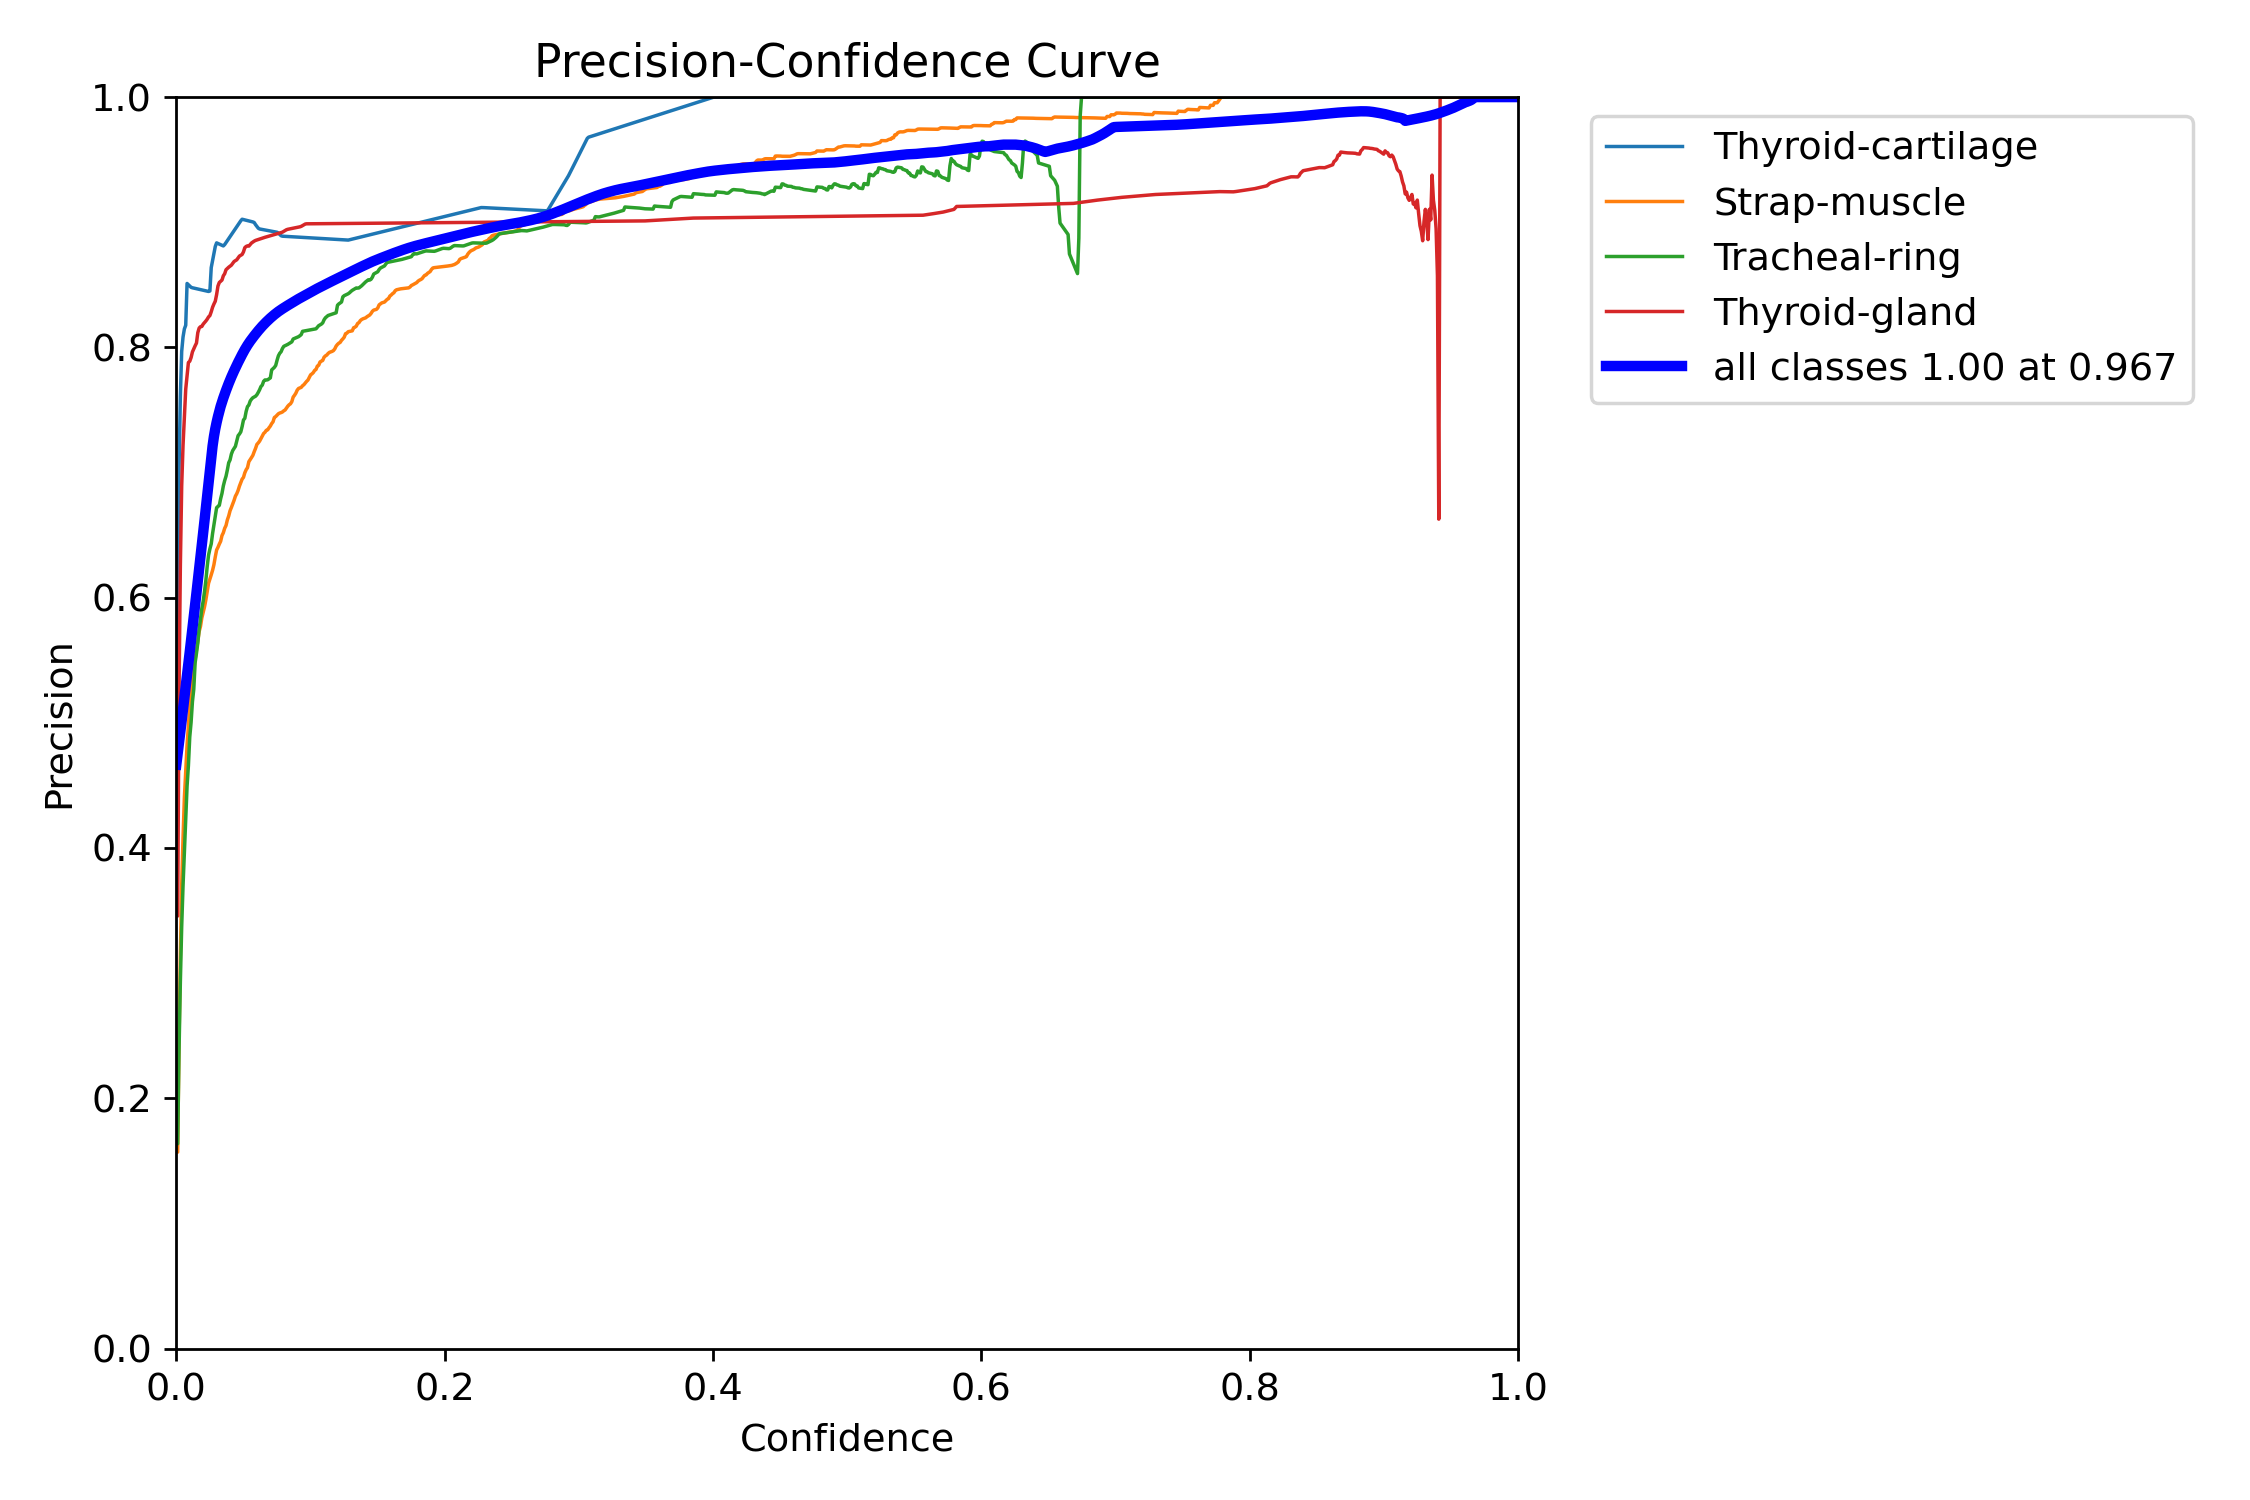 Precision-Confidence Curve
1.0
0.8
0.6
0.4
0.2
0.0
Precision
0.0 0.2 0.4 0.6 0.8 1.0
Confidence
Thyroid-cartilage
Strap-muscle
Tracheal-ring
Thyroid-gland
all classes 1.00 at 0.967